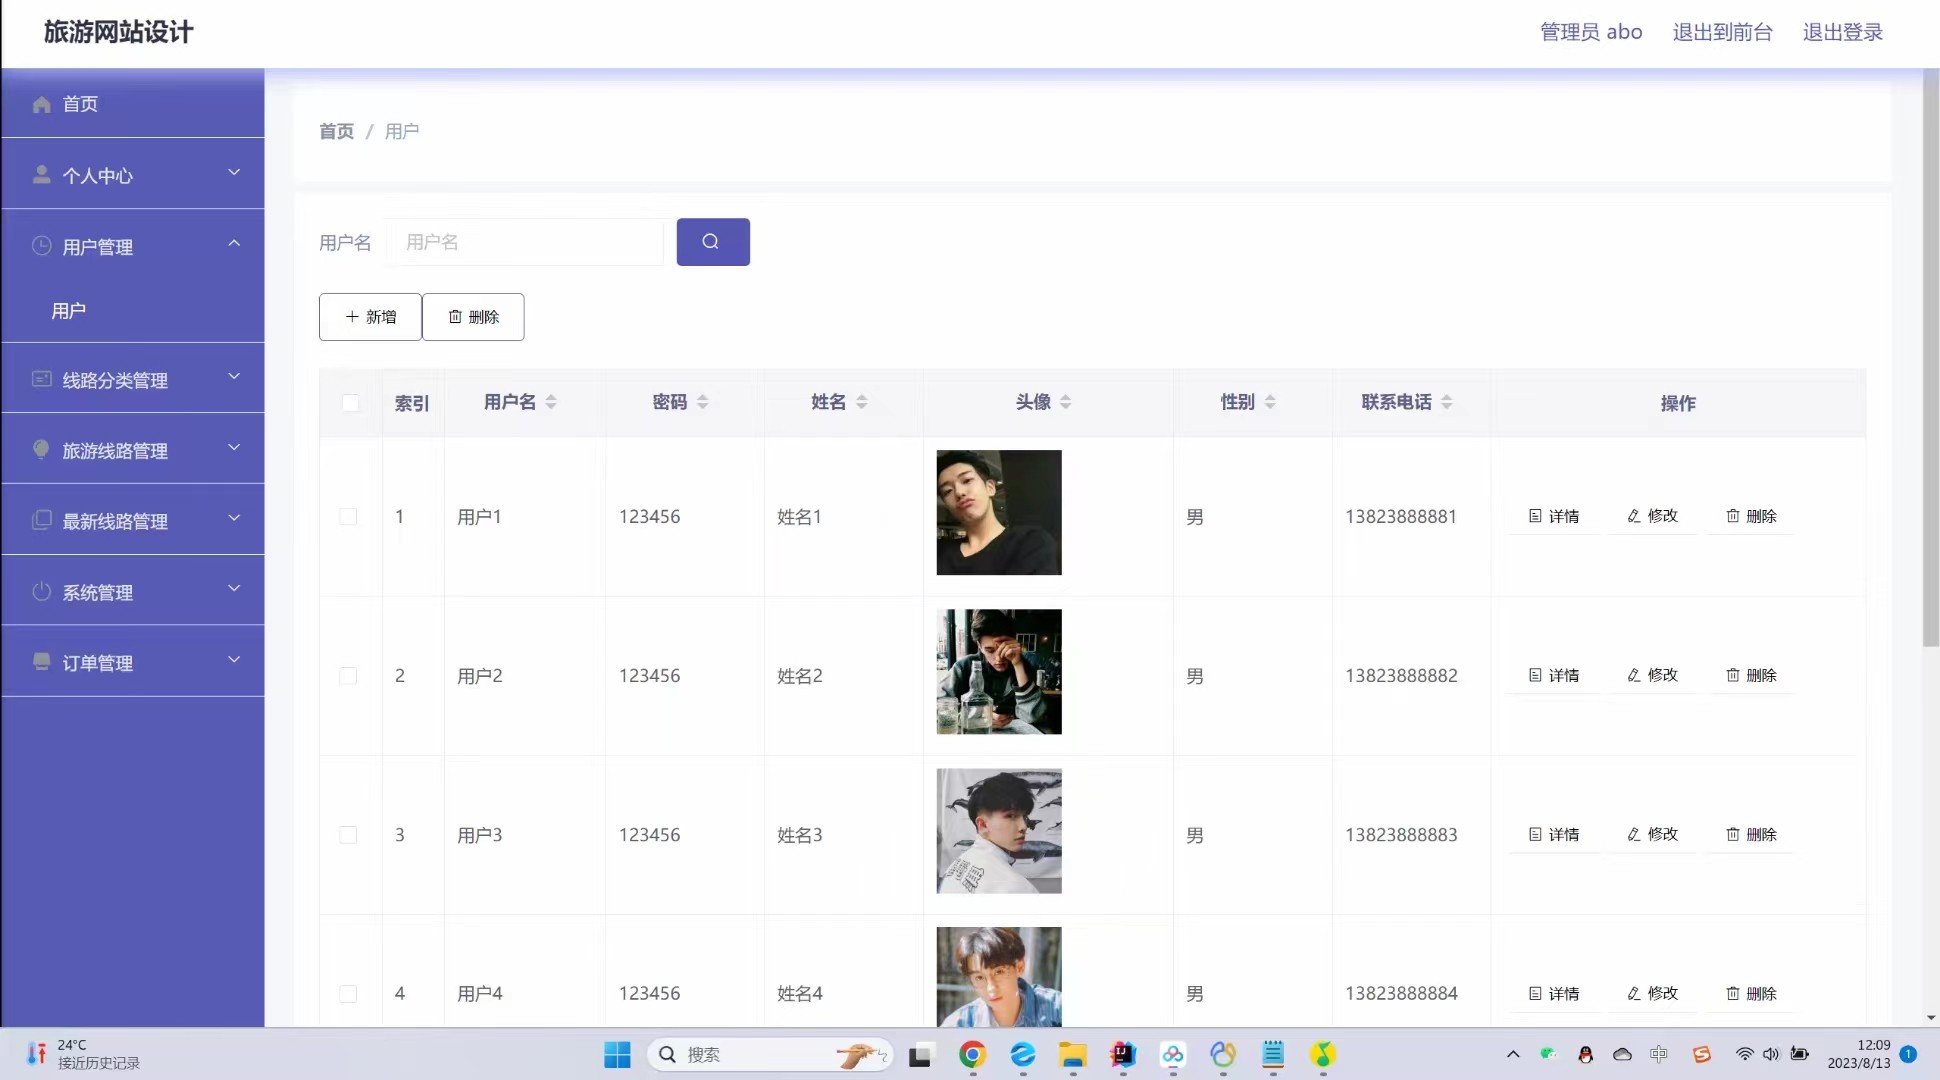 旅游网站设计
管理员 abo 退出到前台 退出登录
首页
个人中心
用户管理
用户
线路分类管理
旅游线路管理
最新线路管理
系统管理
订单管理
首页 / 用户
用户名 用户名
新增 删除
索引 用户名 密码 姓名 头像 性别 联系电话 操作
1 用户1 123456 姓名1 男 13823888881 详情 修改 删除
2 用户2 123456 姓名2 男 13823888882 详情 修改 删除
3 用户3 123456 姓名3 男 13823888883 详情 修改 删除
4 用户4 123456 姓名4 男 13823888884 详情 修改 删除
24°C
接近历史记录
搜索
中
12:09
2023/8/13
1